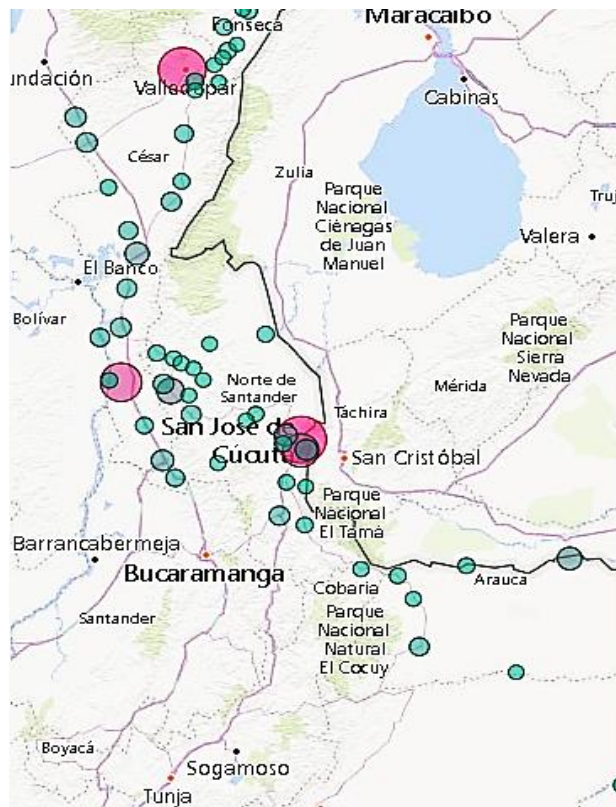 Maracaibo
Fonseca
undación
Valledupar
Cabinas
César
Zulia
Parque
Nacional
Ciénagas
de Juan
Manuel
Truj
Valera
El Banco
Bolívar
Parque
Nacional
Sierra
Nevada
Mérida
Norte de
Santander
Táchira
San José de
Cúcut
San Cristóbal
Parque
Nacional
El Tamá
Barrancabermeja
Bucaramanga
Cobaria
Arauca
Parque
Nacional
Natural
El Cocuy
Santander
Boyacá
Sogamoso
Tunja